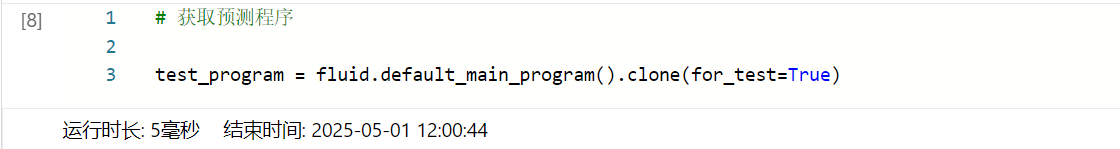 [8]
1 # 获取预测程序
2
3 test_program = fluid.default_main_program().clone(for_test=True)
运行时长: 5毫秒 结束时间: 2025-05-01 12:00:44